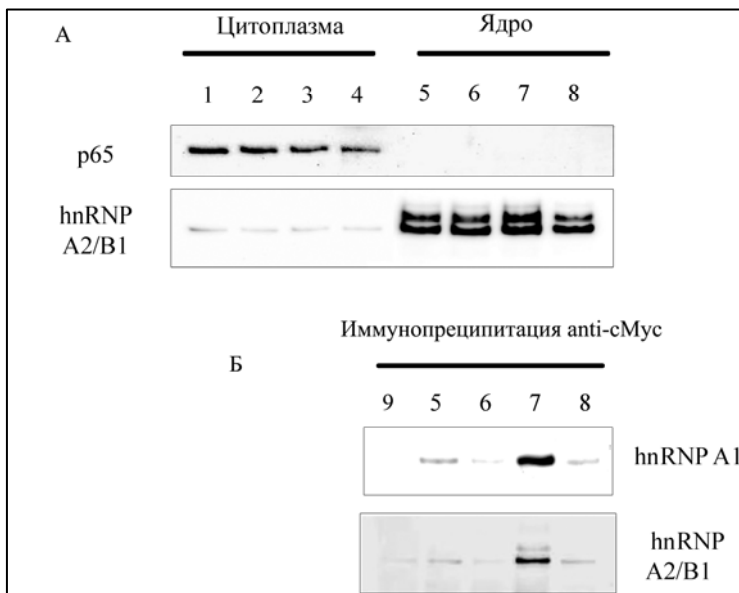 А
Цитоплазма
Ядро
1 2 3 4 5 6 7 8
p65
hnRNP
A2/B1
Иммунопреципитация anti-cMyc
Б
9 5 6 7 8
hnRNP A1
hnRNP
A2/B1